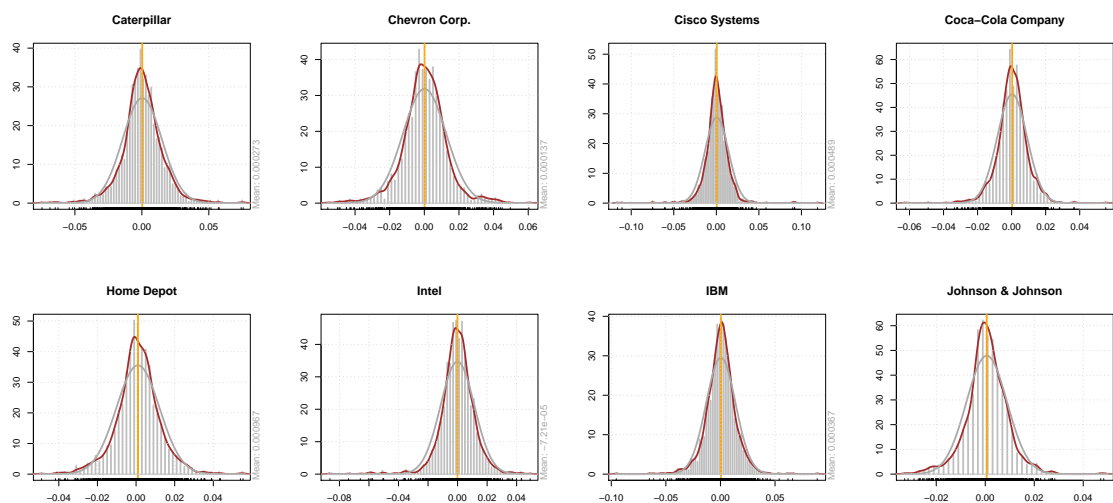 Caterpillar
Chevron Corp.
Cisco Systems
Coca−Cola Company
0 10 20 30 40
−0.05 0.00 0.05
Mean: 0.000273
0 10 20 30 40
−0.04 −0.02 0.00 0.02 0.04 0.06
Mean: 0.000137
0 10 20 30 40 50
−0.10 −0.05 0.00 0.05 0.10
Mean: 0.000489
0 10 20 30 40 50 60
−0.06 −0.04 −0.02 0.00 0.02 0.04
Home Depot
Intel
IBM
Johnson & Johnson
0 10 20 30 40 50
−0.04 −0.02 0.00 0.02 0.04
Mean: 0.000967
0 10 20 30 40
−0.08 −0.04 0.00 0.02 0.04
Mean: −7.21e−05
0 10 20 30 40
−0.10 −0.05 0.00 0.05
Mean: 0.000367
0 10 20 30 40 50 60
−0.02 0.00 0.02 0.04